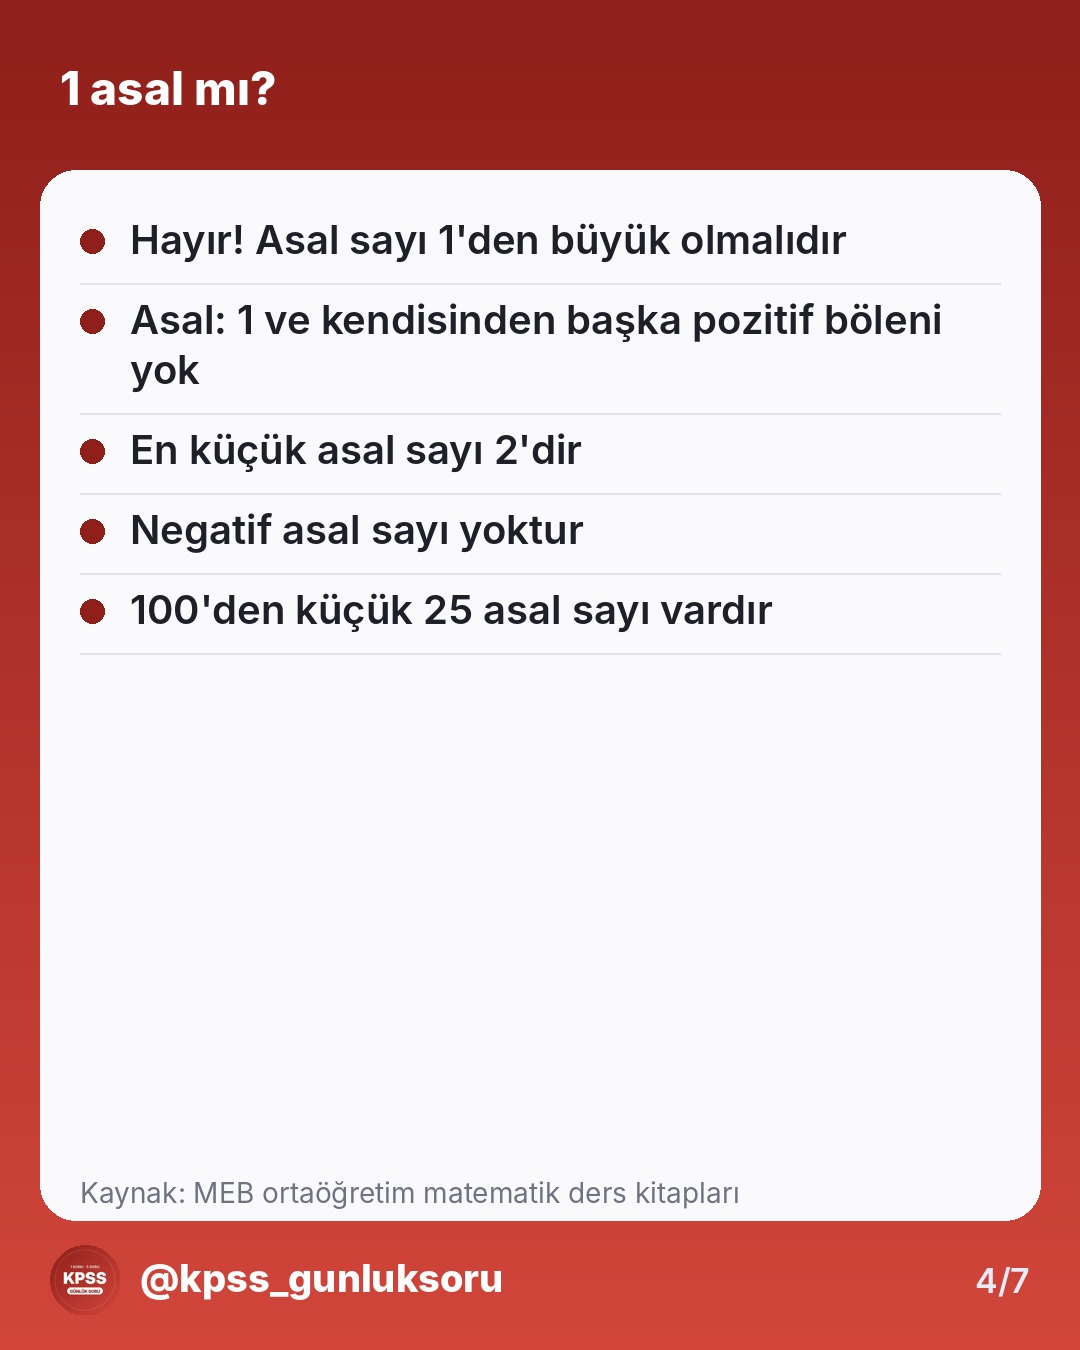 1 asal mı?
Hayır! Asal sayı 1'den büyük olmalıdır
Asal: 1 ve kendisinden başka pozitif böleni
yok
En küçük asal sayı 2'dir
Negatif asal sayı yoktur
100'den küçük 25 asal sayı vardır
Kaynak: MEB ortaöğretim matematik ders kitapları
KPSS
GÜNLÜK SORU
@kpss_gunluksoru
4/7